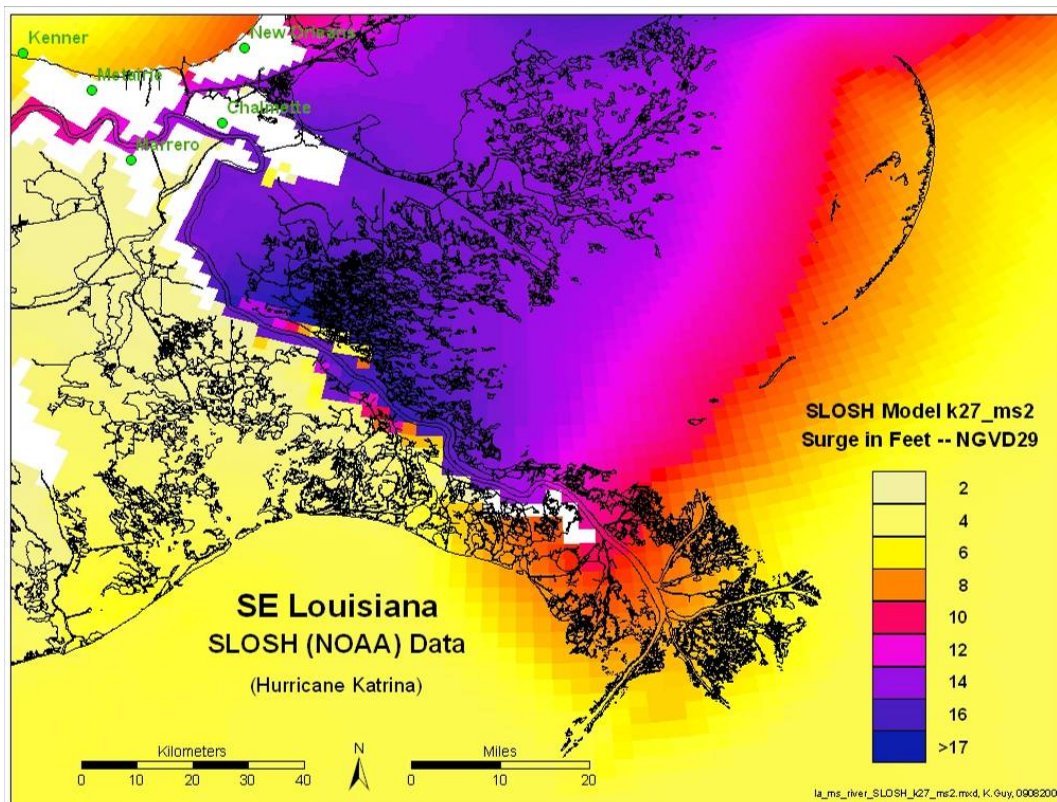 New Orleans
Kenner
Metairie
Chalmette
Marrero
SLOSH Model k27_ms2
Surge in Feet -- NGVD29
2
4
6
8
10
12
14
16
>17
SE Louisiana
SLOSH (NOAA) Data
(Hurricane Katrina)
Kilometers
0 10 20 30 40
N
Miles
0 10 20
la_ms_river_SLOSH_k27_ms2.mxd, K.Guy, 0908200